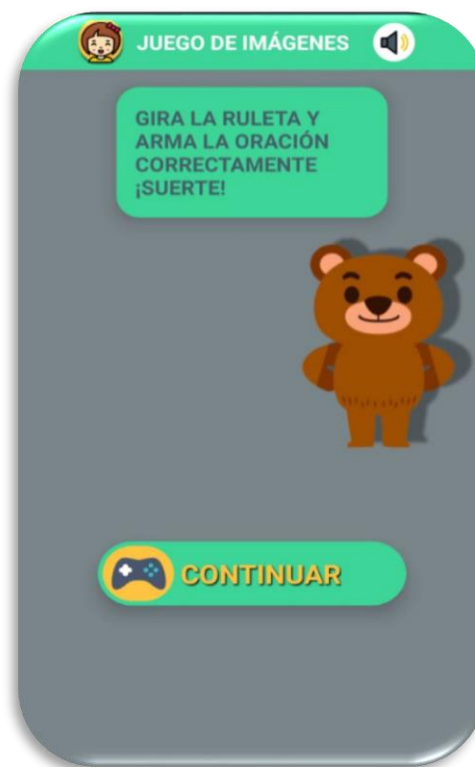 JUEGO DE IMÁGENES
GIRA LA RULETA Y
ARMA LA ORACIÓN
CORRECTAMENTE
¡SUERTE!
CONTINUAR